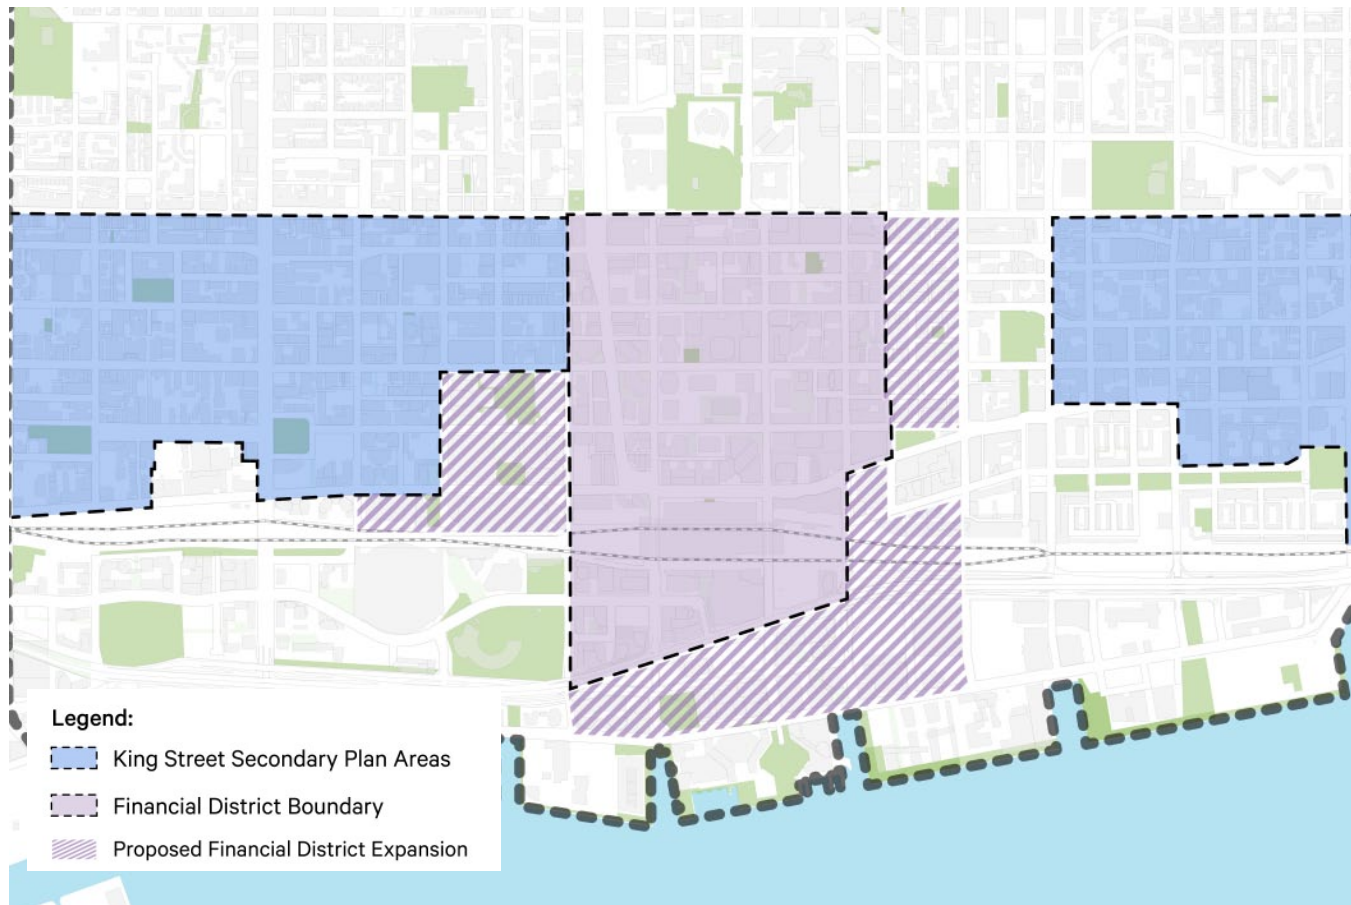 Legend:
King Street Secondary Plan Areas
Financial District Boundary
Proposed Financial District Expansion